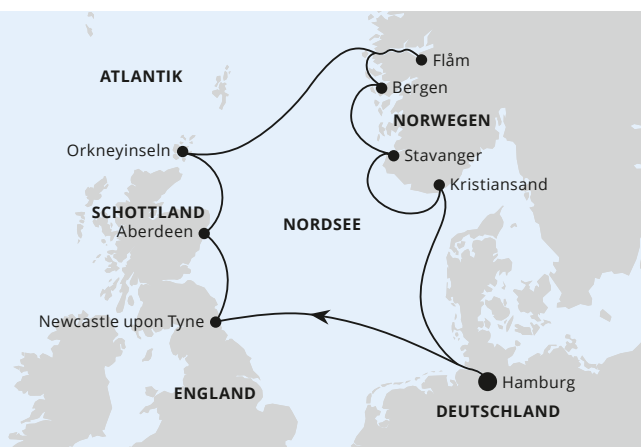 ATLANTIK
Flåm
Bergen
NORWEGEN
Orkneyinseln
Stavanger
Kristiansand
SCHOTTLAND
NORDSEE
Aberdeen
Newcastle upon Tyne
Hamburg
ENGLAND
DEUTSCHLAND